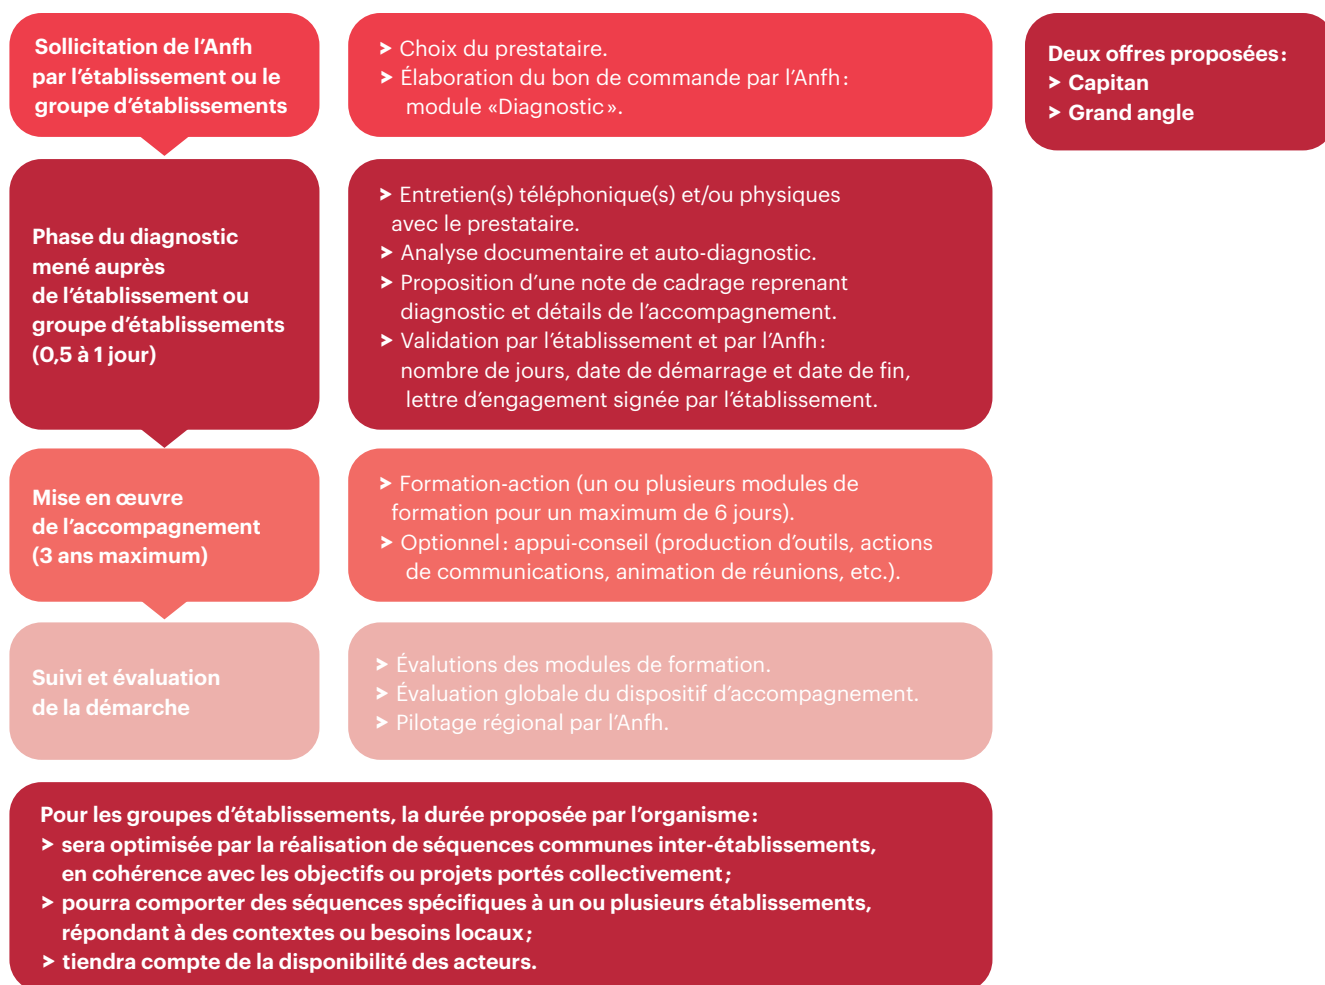 Sollicitation de l’Anfh
par l’établissement ou le
groupe d’établissements
> Choix du prestataire.
> Élaboration du bon de commande par l’Anfh :
module «Diagnostic».
Deux offres proposées :
> Capitan
> Grand angle
Phase du diagnostic
mené auprès
de l’établissement ou
groupe d’établissements
(0,5 à 1 jour)
> Entretien(s) téléphonique(s) et/ou physiques
avec le prestataire.
> Analyse documentaire et auto-diagnostic.
> Proposition d’une note de cadrage reprenant
diagnostic et détails de l’accompagnement.
> Validation par l’établissement et par l’Anfh :
nombre de jours, date de démarrage et date de fin,
lettre d’engagement signée par l’établissement.
Mise en œuvre
de l’accompagnement
(3 ans maximum)
> Formation-action (un ou plusieurs modules de
formation pour un maximum de 6 jours).
> Optionnel : appui-conseil (production d’outils, actions
de communications, animation de réunions, etc.).
Suivi et évaluation
de la démarche
> Évalutions des modules de formation.
> Évaluation globale du dispositif d’accompagnement.
> Pilotage régional par l’Anfh.
Pour les groupes d’établissements, la durée proposée par l’organisme :
> sera optimisée par la réalisation de séquences communes inter-établissements,
en cohérence avec les objectifs ou projets portés collectivement ;
> pourra comporter des séquences spécifiques à un ou plusieurs établissements,
répondant à des contextes ou besoins locaux ;
> tiendra compte de la disponibilité des acteurs.